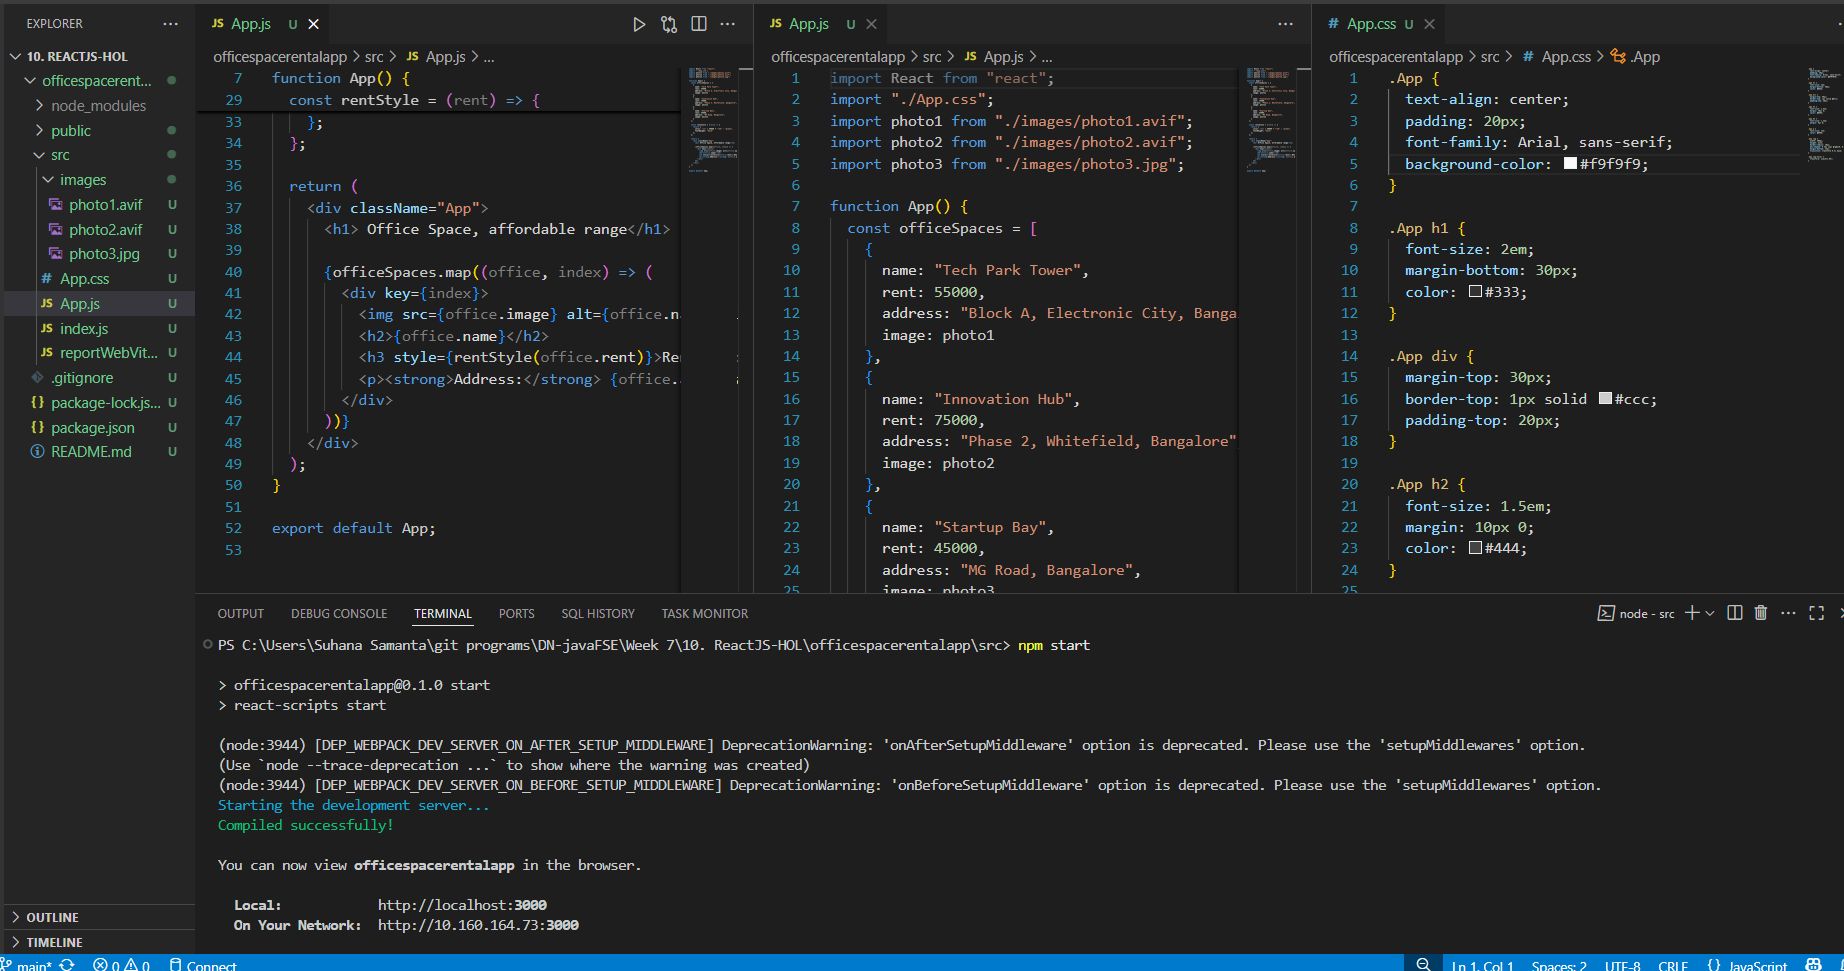 EXPLORER
10. REACTJS-HOL
officespacerent...
node_modules
public
src
images
photo1.avif U
photo2.avif U
photo3.jpg U
# App.css U
JS App.js U
JS index.js U
JS reportWebVit... U
.gitignore U
{} package-lock.js... U
{} package.json U
README.md U
OUTLINE
TIMELINE
JS App.js U
officespacerentalapp > src > JS App.js > ...
7 function App() {
29 const rentStyle = (rent) => {
33 };
34 };
35
36 return (
37 <div className="App">
38 <h1> Office Space, affordable range</h1>
39
40 {officeSpaces.map((office, index) => (
41 <div key={index}>
42 <img src={office.image} alt={office.n
43 <h2>{office.name}</h2>
44 <h3 style={rentStyle(office.rent)}>Re
45 <p><strong>Address:</strong> {office.
46 </div>
47 ))}
48 </div>
49 );
50 }
51
52 export default App;
53
JS App.js U
officespacerentalapp > src > JS App.js > ...
1 import React from "react";
2 import "./App.css";
3 import photo1 from "./images/photo1.avif";
4 import photo2 from "./images/photo2.avif";
5 import photo3 from "./images/photo3.jpg";
6
7 function App() {
8 const officeSpaces = [
9 {
10 name: "Tech Park Tower",
11 rent: 55000,
12 address: "Block A, Electronic City, Banga
13 image: photo1
14 },
15 {
16 name: "Innovation Hub",
17 rent: 75000,
18 address: "Phase 2, Whitefield, Bangalore"
19 image: photo2
20 },
21 {
22 name: "Startup Bay",
23 rent: 45000,
24 address: "MG Road, Bangalore",
25 image: photo3
# App.css U
officespacerentalapp > src > # App.css > .App
1 .App {
2 text-align: center;
3 padding: 20px;
4 font-family: Arial, sans-serif;
5 background-color: #f9f9f9;
6 }
7
8 .App h1 {
9 font-size: 2em;
10 margin-bottom: 30px;
11 color: #333;
12 }
13
14 .App div {
15 margin-top: 30px;
16 border-top: 1px solid #ccc;
17 padding-top: 20px;
18 }
19
20 .App h2 {
21 font-size: 1.5em;
22 margin: 10px 0;
23 color: #444;
24 }
25
OUTPUT DEBUG CONSOLE TERMINAL PORTS SQL HISTORY TASK MONITOR node - src
PS C:\Users\Suhana Samanta\git programs\DN-javaFSE\Week 7\10. ReactJS-HOL\officespacerentalapp\src> npm start
> officespacerentalapp@0.1.0 start
> react-scripts start
(node:3944) [DEP_WEBPACK_DEV_SERVER_ON_AFTER_SETUP_MIDDLEWARE] DeprecationWarning: 'onAfterSetupMiddleware' option is deprecated. Please use the 'setupMiddlewares' option.
(Use `node --trace-deprecation ...` to show where the warning was created)
(node:3944) [DEP_WEBPACK_DEV_SERVER_ON_BEFORE_SETUP_MIDDLEWARE] DeprecationWarning: 'onBeforeSetupMiddleware' option is deprecated. Please use the 'setupMiddlewares' option.
Starting the development server...
Compiled successfully!
You can now view officespacerentalapp in the browser.
Local: http://localhost:3000
On Your Network: http://10.160.164.73:3000
main* 0 0 Connect Ln 1, Col 1 Spaces: 2 UTF-8 CRLF {} JavaScript